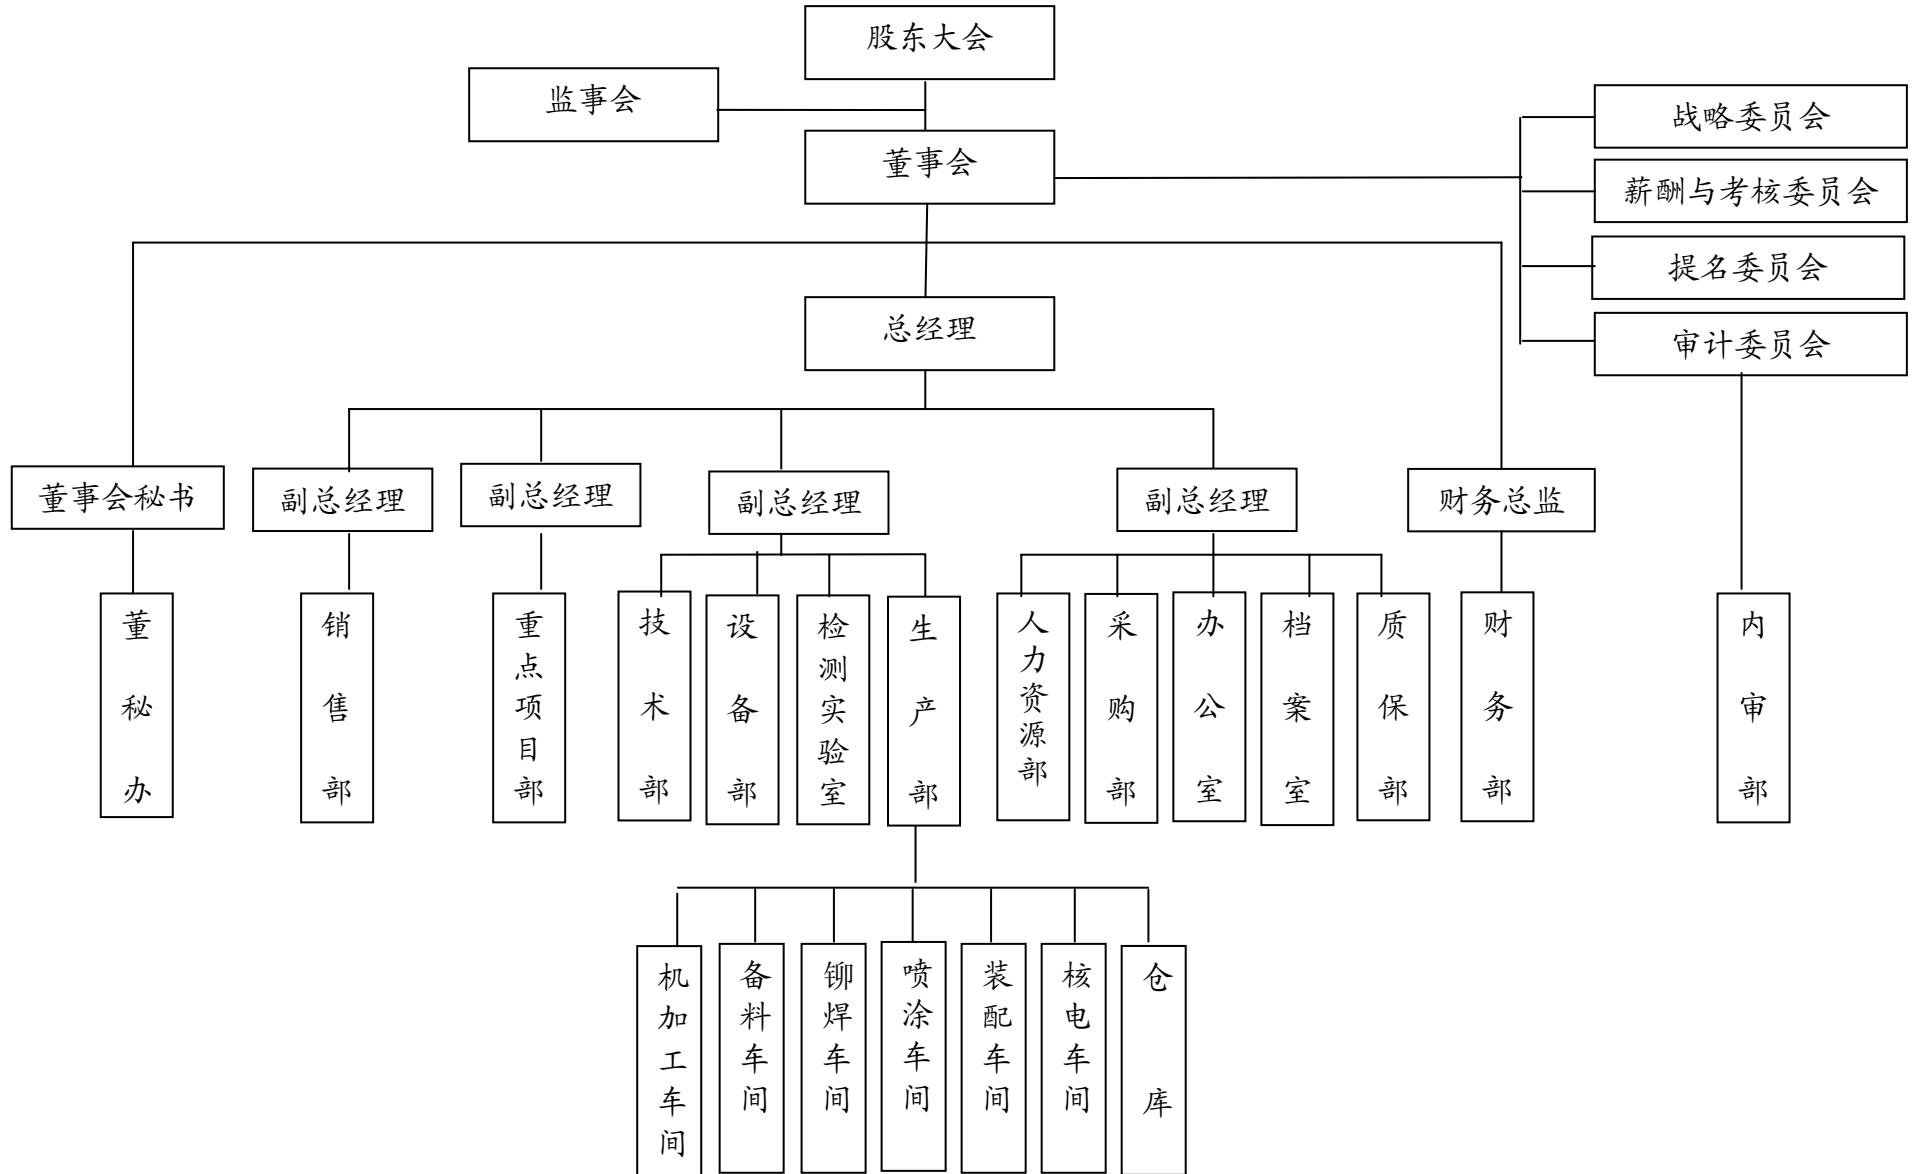 股东大会
监事会
战略委员会
董事会
薪酬与考核委员会
提名委员会
总经理
审计委员会
董事会秘书
副总经理
副总经理
副总经理
副总经理
财务总监
董秘办
销售部
重点项目部
技术部
设备部
检测实验室
生产部
人力资源部
采购部
办公室
档案室
质保部
财务部
内审部
机加工车间
备料车间
铆焊车间
喷涂车间
装配车间
核电车间
仓库